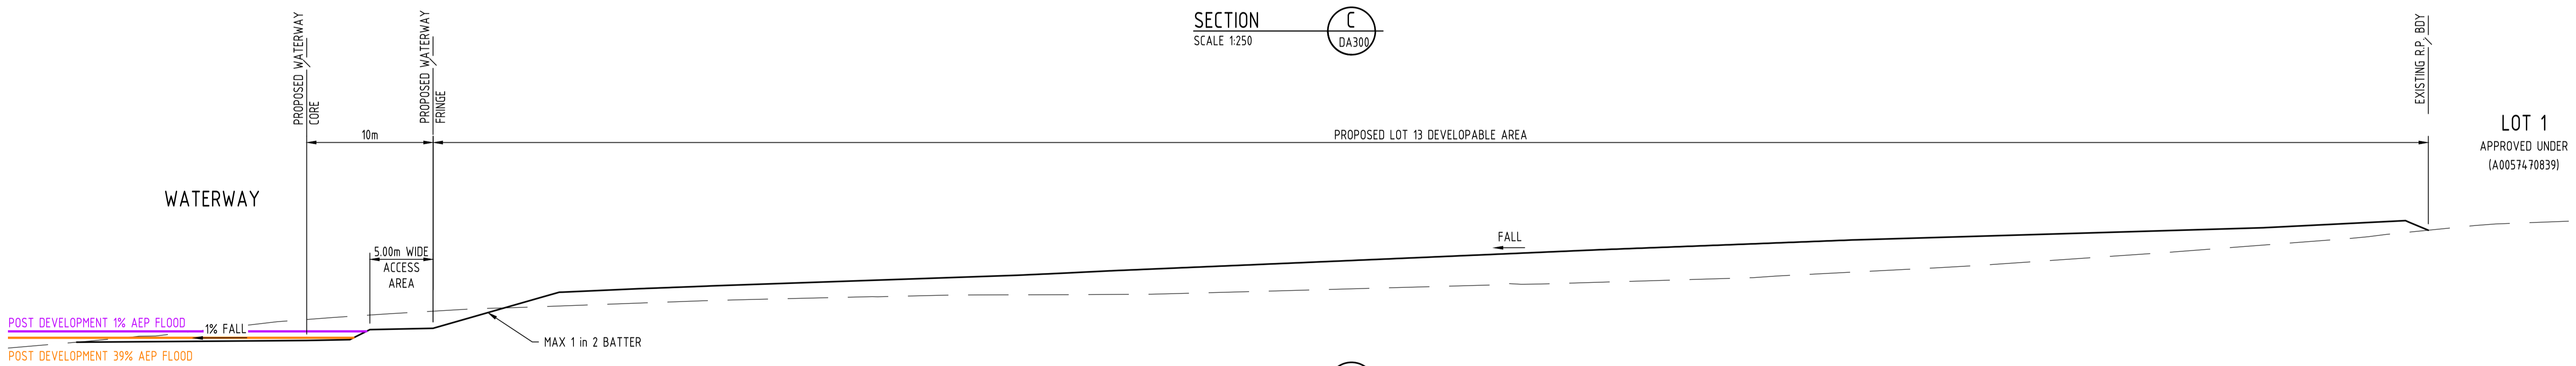 SECTION
SCALE 1:250
C
DA300
PROPOSED WATERWAY
CORE
PROPOSED WATERWAY
FRINGE
EXISTING R.P. BDY
10m
PROPOSED LOT 13 DEVELOPABLE AREA
LOT 1
APPROVED UNDER
(A0057470839)
WATERWAY
FALL
5.00m WIDE
ACCESS
AREA
POST DEVELOPMENT 1% AEP FLOOD
1% FALL
MAX 1 in 2 BATTER
POST DEVELOPMENT 39% AEP FLOOD